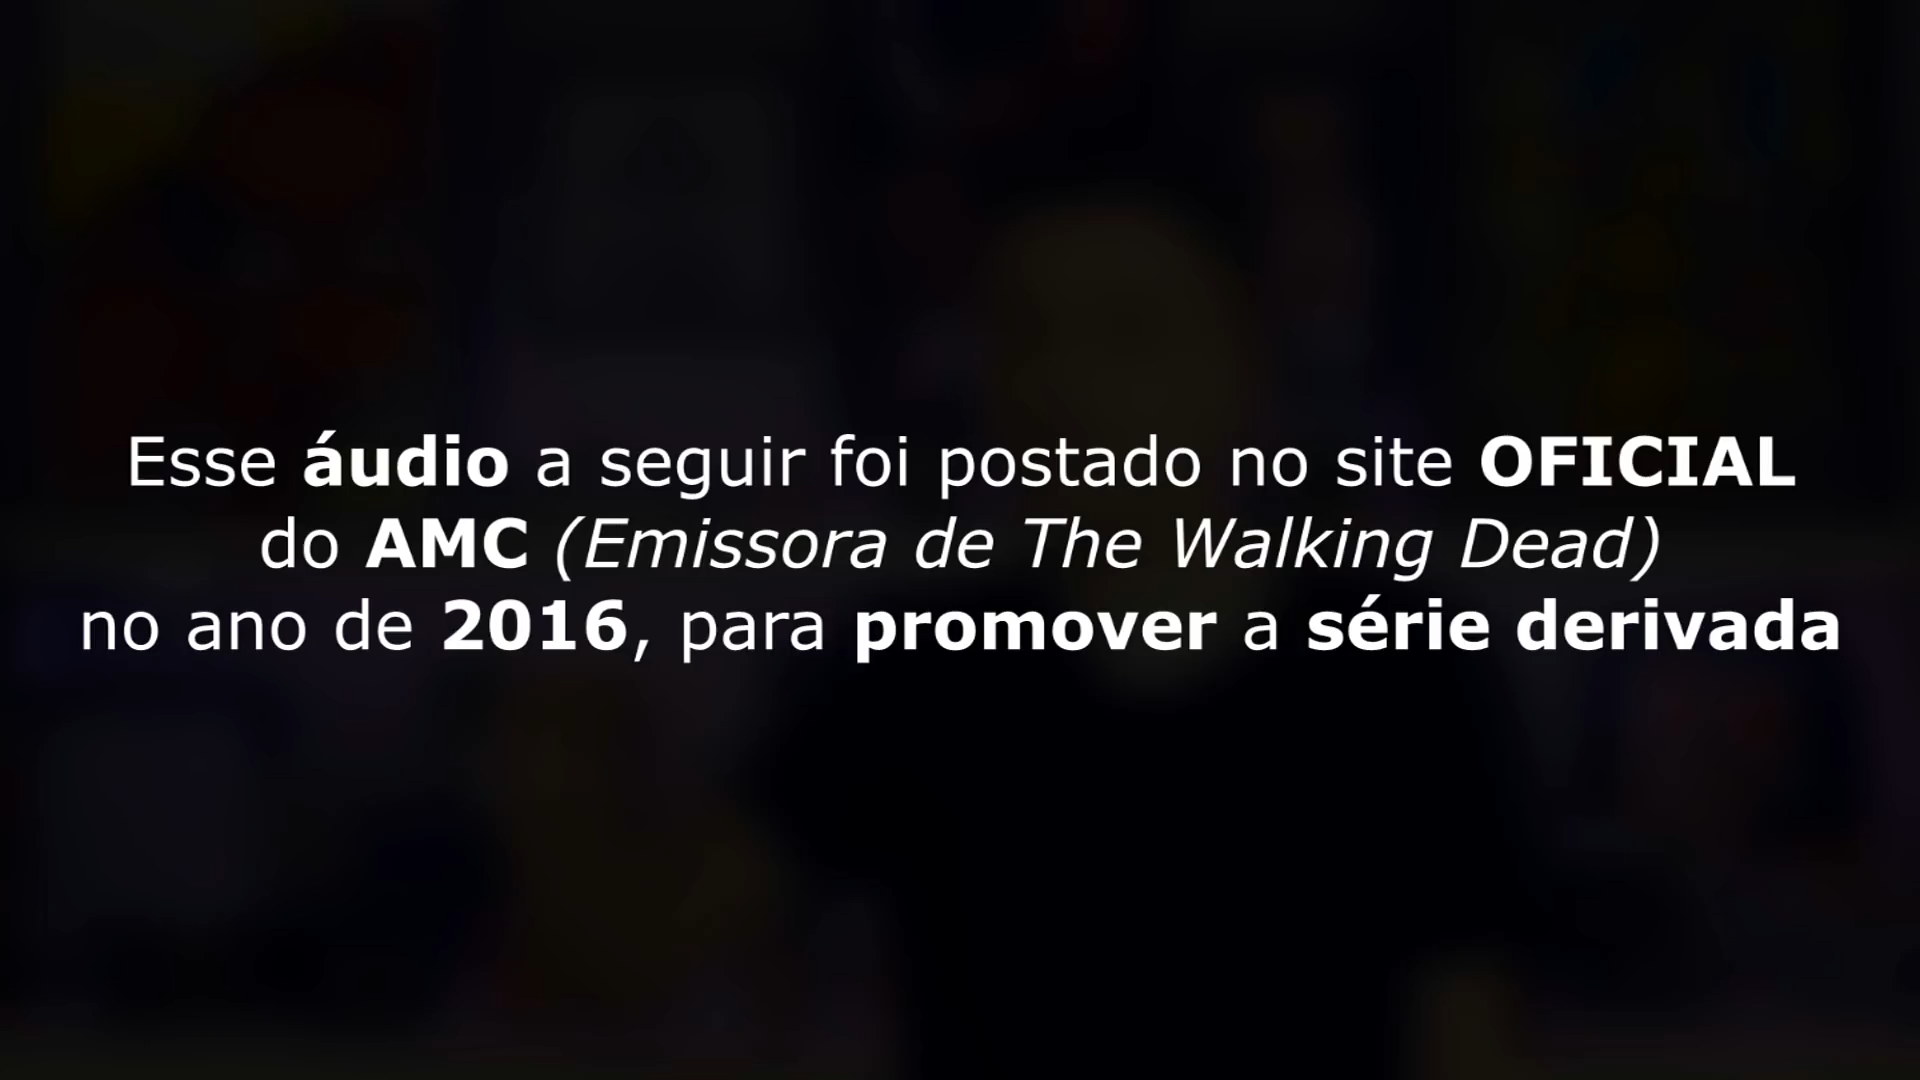 Esse áudio a seguir foi postado no site OFICIAL
do AMC (Emissora de The Walking Dead)
no ano de 2016, para promover a série derivada